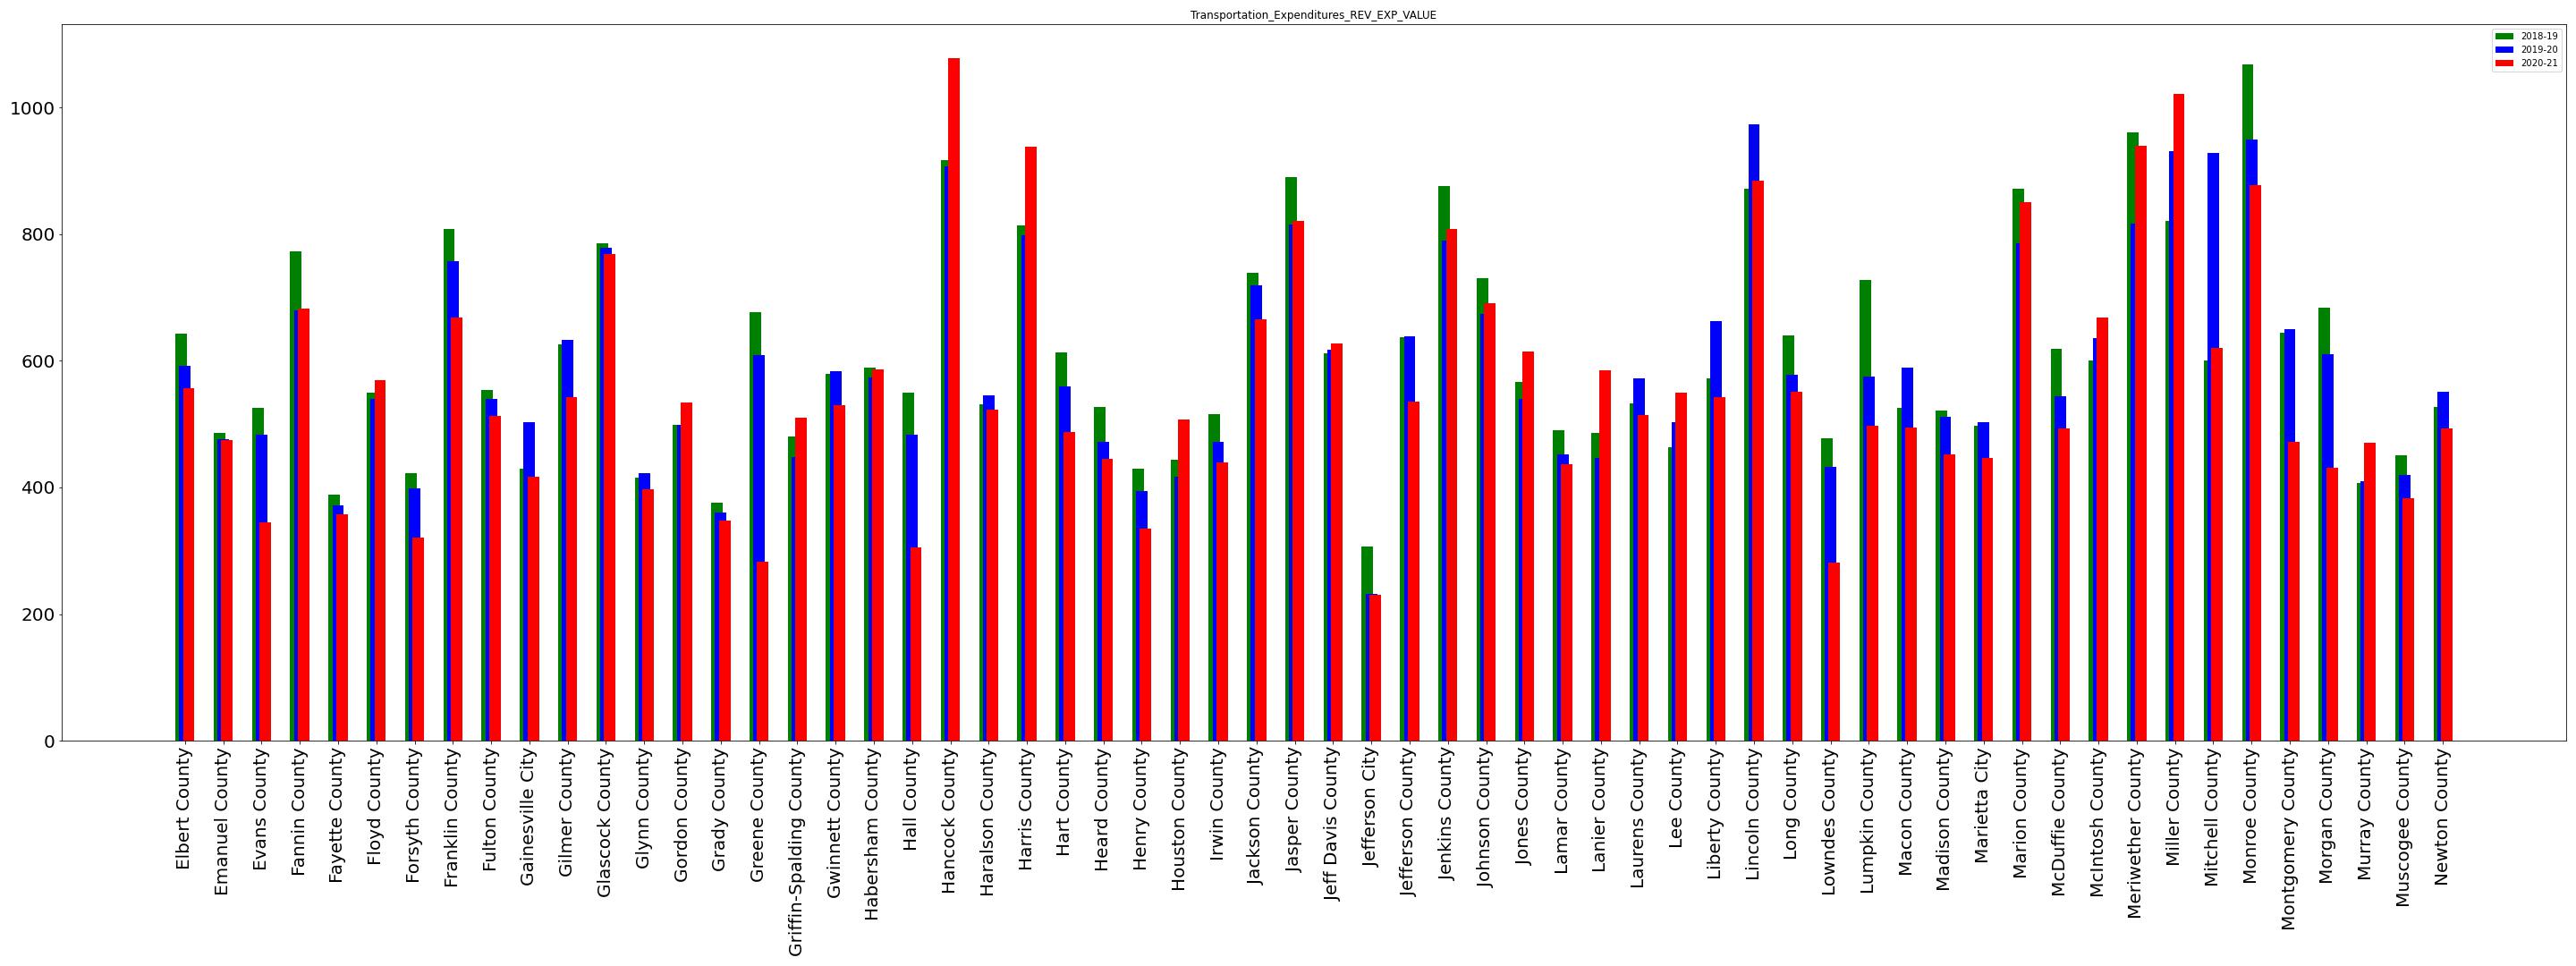 Transportation_Expenditures_REV_EXP_VALUE
2018-19
2019-20
2020-21
1000
800
600
400
200
0
Elbert County
Emanuel County
Evans County
Fannin County
Fayette County
Floyd County
Forsyth County
Franklin County
Fulton County
Gainesville City
Gilmer County
Glascock County
Glynn County
Gordon County
Grady County
Greene County
Griffin-Spalding County
Gwinnett County
Habersham County
Hall County
Hancock County
Haralson County
Harris County
Hart County
Heard County
Henry County
Houston County
Irwin County
Jackson County
Jasper County
Jeff Davis County
Jefferson City
Jefferson County
Jenkins County
Johnson County
Jones County
Lamar County
Lanier County
Laurens County
Lee County
Liberty County
Lincoln County
Long County
Lowndes County
Lumpkin County
Macon County
Madison County
Marietta City
Marion County
McDuffie County
McIntosh County
Meriwether County
Miller County
Mitchell County
Monroe County
Montgomery County
Morgan County
Murray County
Muscogee County
Newton County